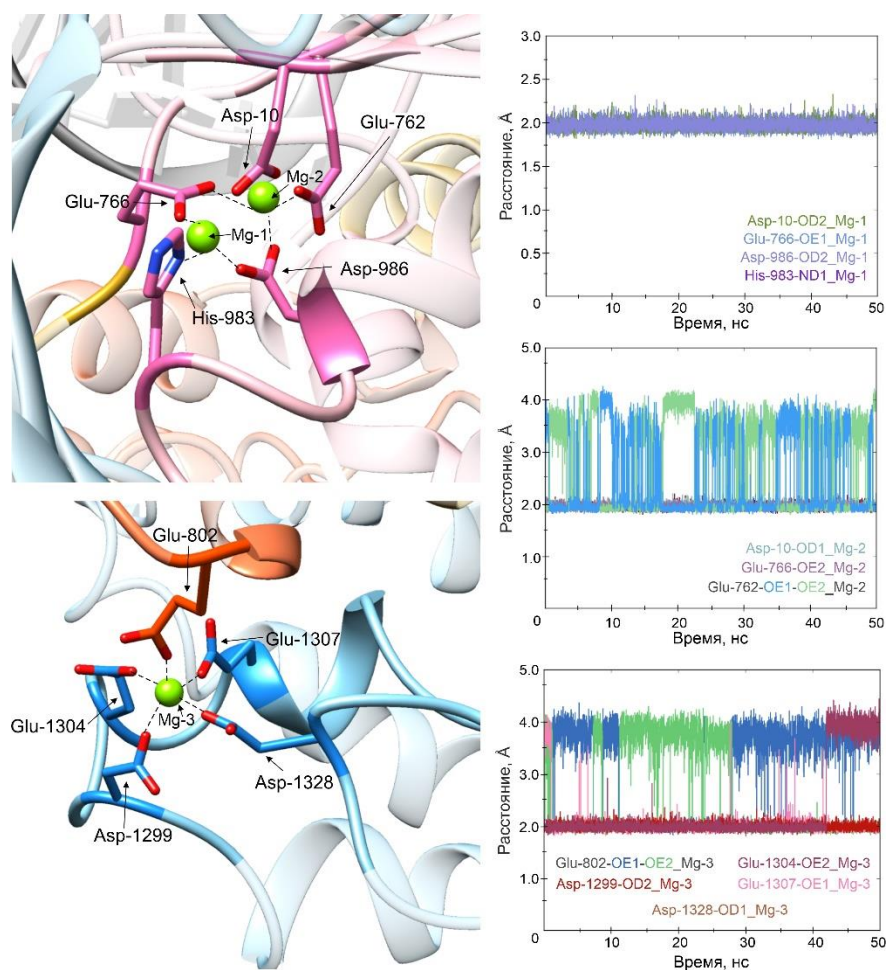 Asp-10
Glu-762
Mg-2
Glu-766
Mg-1
Asp-986
His-983
Glu-802
Glu-1307
Mg-3
Glu-1304
Asp-1328
Asp-1299
Расстояние, Å
3.0
2.5
2.0
1.5
1.0
0.5
0
Asp-10-OD2_Mg-1
Glu-766-OE1_Mg-1
Asp-986-OD2_Mg-1
His-983-ND1_Mg-1
10 20 30 40 50
Время, нс
Расстояние, Å
5.0
4.0
3.0
2.0
1.0
0
Asp-10-OD1_Mg-2
Glu-766-OE2_Mg-2
Glu-762-OE1-OE2_Mg-2
10 20 30 40 50
Время, нс
Расстояние, Å
5.0
4.0
3.0
2.0
1.0
0
Glu-802-OE1-OE2_Mg-3 Glu-1304-OE2_Mg-3
Asp-1299-OD2_Mg-3 Glu-1307-OE1_Mg-3
Asp-1328-OD1_Mg-3
10 20 30 40 50
Время, нс